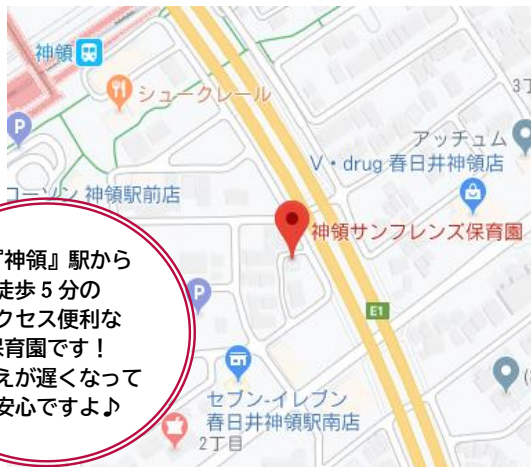 神領
シュークレール
3丁
P
アッチュム
V・drug 春日井神領店
ローソン 神領駅前店
神領サンフレンズ保育園
『神領』駅から
徒歩5分の
クセス便利な
保育園です！
えが遅くなって
安心ですよ♪
P
E1
セブン-イレブン
春日井神領駅南店
2丁目